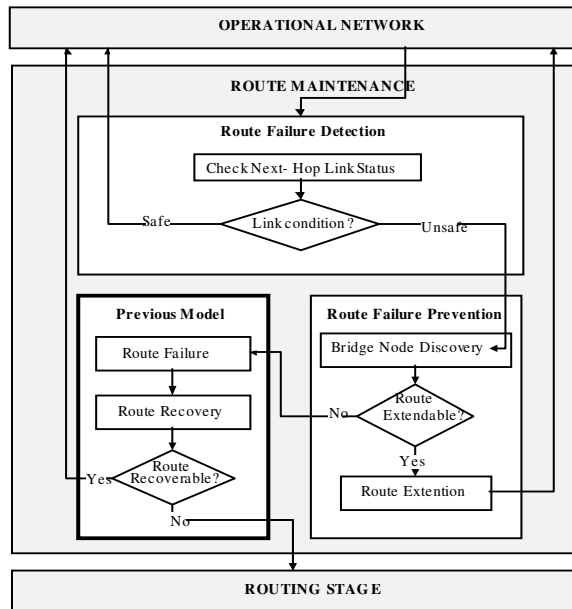 OPERATIONAL NETWORK
ROUTE MAINTENANCE
Route Failure Detection
Check Next- Hop Link Status
Link condition ?
Safe
Unsafe
Previous Model
Route Failure
Route Recovery
Route
Recoverable?
Yes
No
Route Failure Prevention
Bridge Node Discovery
Route
Extendable?
No
Yes
Route Extention
ROUTING STAGE